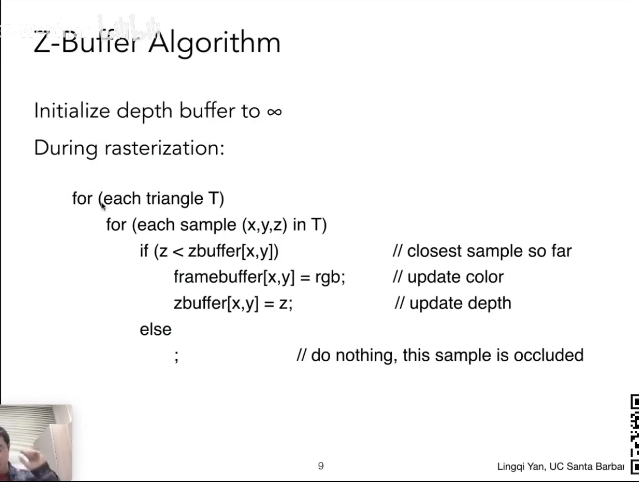 Z-Buffer Algorithm
Initialize depth buffer to ∞
During rasterization:
for (each triangle T)
for (each sample (x,y,z) in T)
if (z < zbuffer[x,y]) // closest sample so far
framebuffer[x,y] = rgb; // update color
zbuffer[x,y] = z; // update depth
else
; // do nothing, this sample is occluded
9
Lingqi Yan, UC Santa Barbar